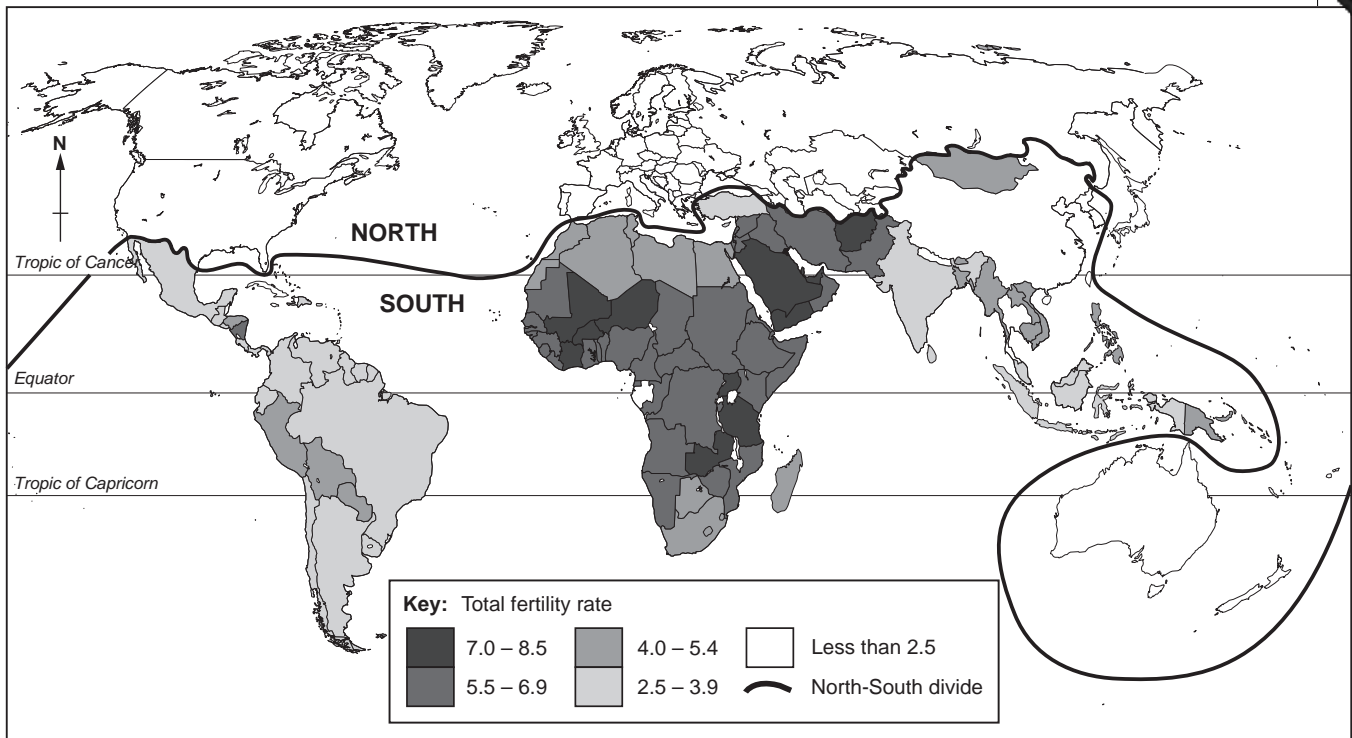 N
NORTH
Tropic of Cancer
SOUTH
Equator
Tropic of Capricorn
Key: Total fertility rate
7.0 – 8.5
4.0 – 5.4
Less than 2.5
5.5 – 6.9
2.5 – 3.9
North-South divide